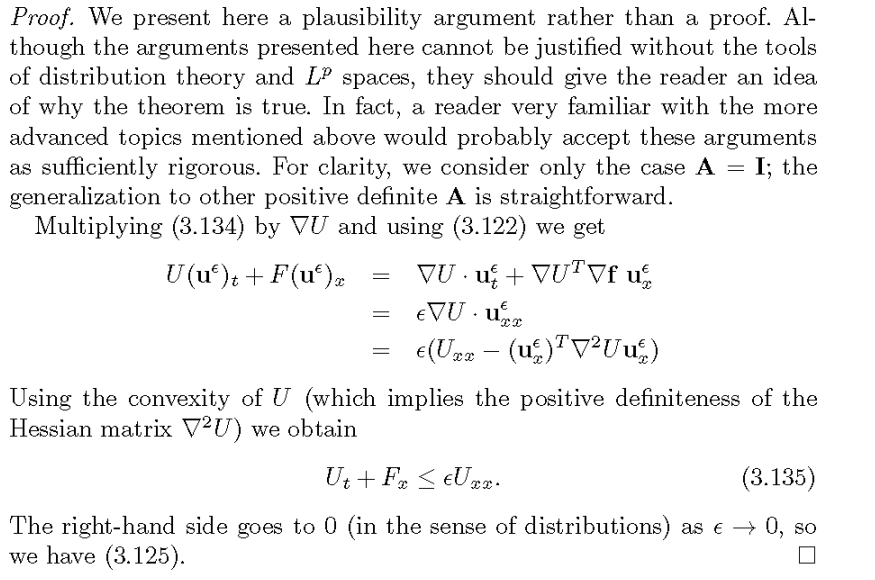 Proof. We present here a plausibility argument rather than a proof. Al-
though the arguments presented here cannot be justified without the tools
of distribution theory and Lᵖ spaces, they should give the reader an idea
of why the theorem is true. In fact, a reader very familiar with the more
advanced topics mentioned above would probably accept these arguments
as sufficiently rigorous. For clarity, we consider only the case A = I; the
generalization to other positive definite A is straightforward.
Multiplying (3.134) by ∇U and using (3.122) we get
U(u^ϵ)_t + F(u^ϵ)_x = ∇U · u^ϵ_t + ∇U^T ∇f u^ϵ_x
= ϵ∇U · u^ϵ_xx
= ϵ(U_xx − (u^ϵ_x)^T ∇²U u^ϵ_x)
Using the convexity of U (which implies the positive definiteness of the
Hessian matrix ∇²U) we obtain
U_t + F_x ≤ ϵU_xx. (3.135)
The right-hand side goes to 0 (in the sense of distributions) as ϵ → 0, so
we have (3.125). □